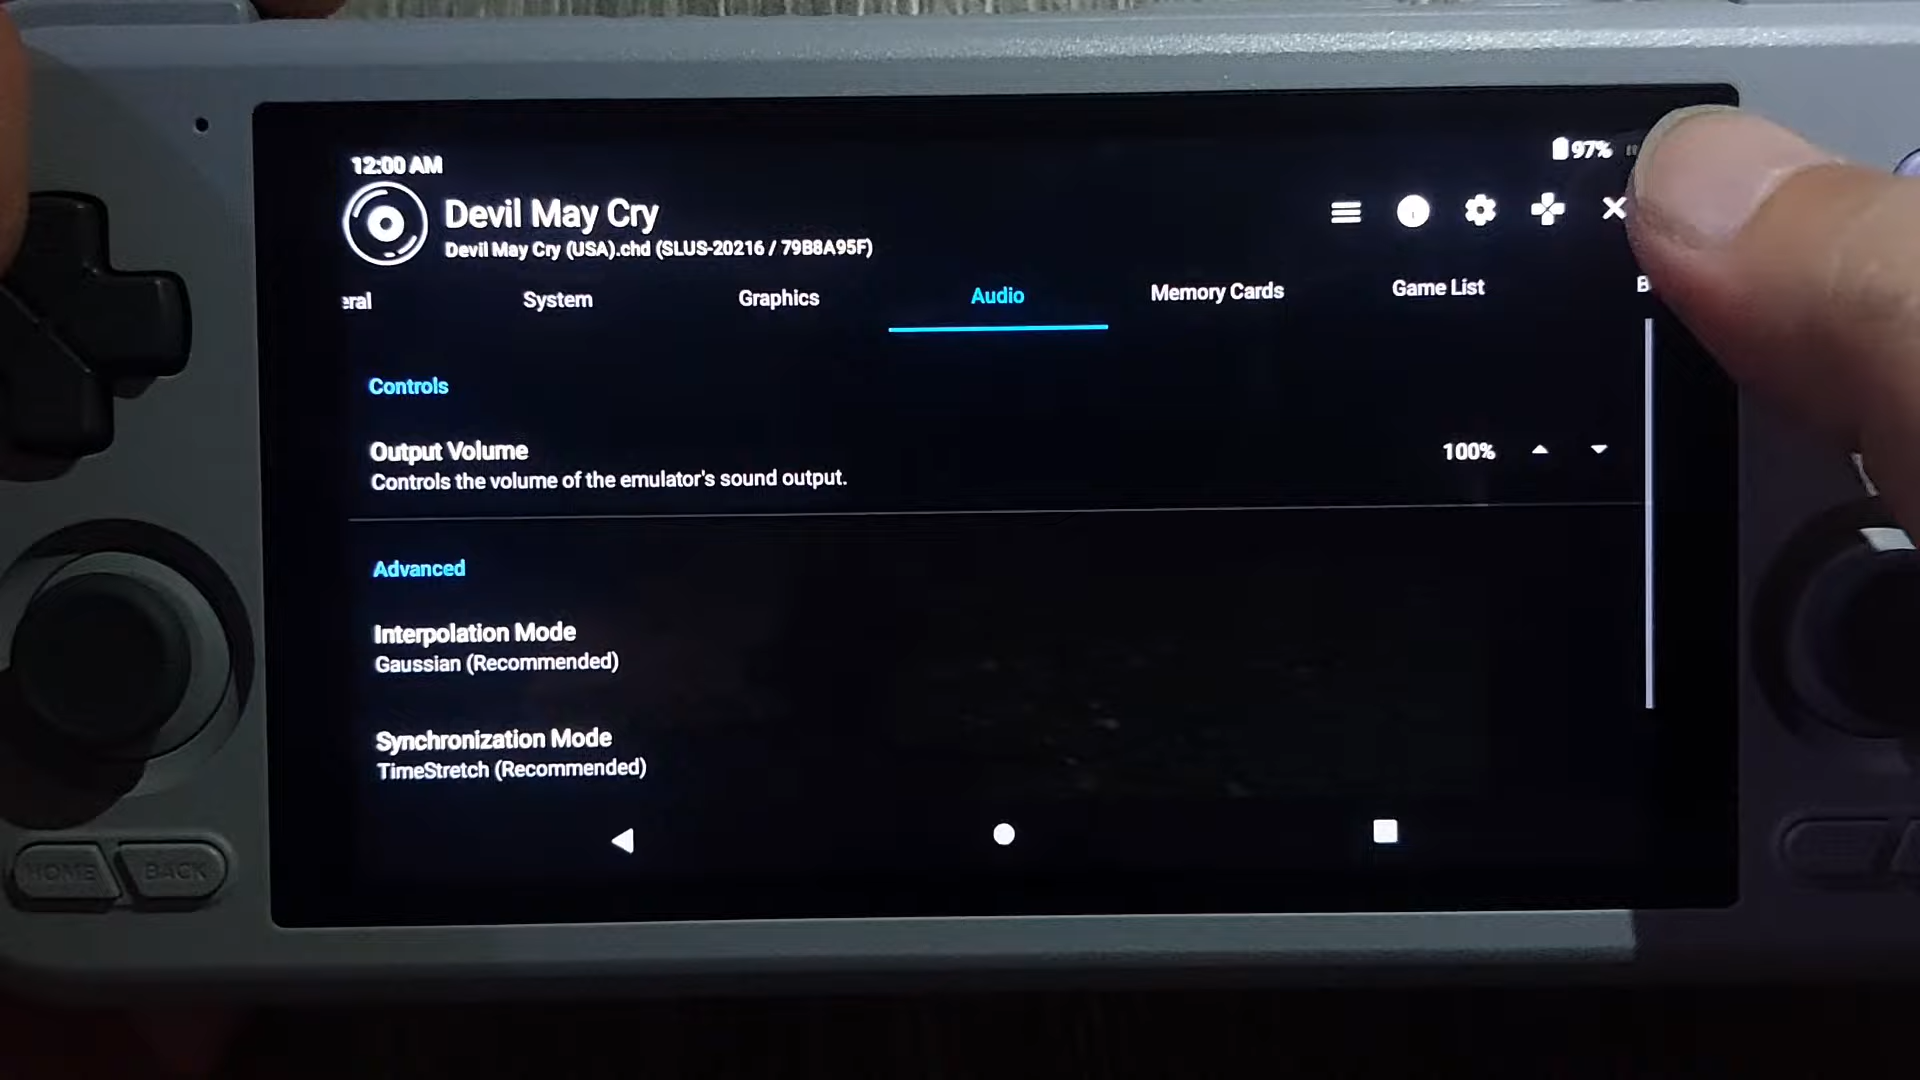 12:00 AM
97%
Devil May Cry
Devil May Cry (USA).chd (SLUS-20216 / 79B8A95F)
eral System Graphics Audio Memory Cards Game List B
Controls
Output Volume
100%
Controls the volume of the emulator's sound output.
Advanced
Interpolation Mode
Gaussian (Recommended)
Synchronization Mode
TimeStretch (Recommended)
HOME BACK